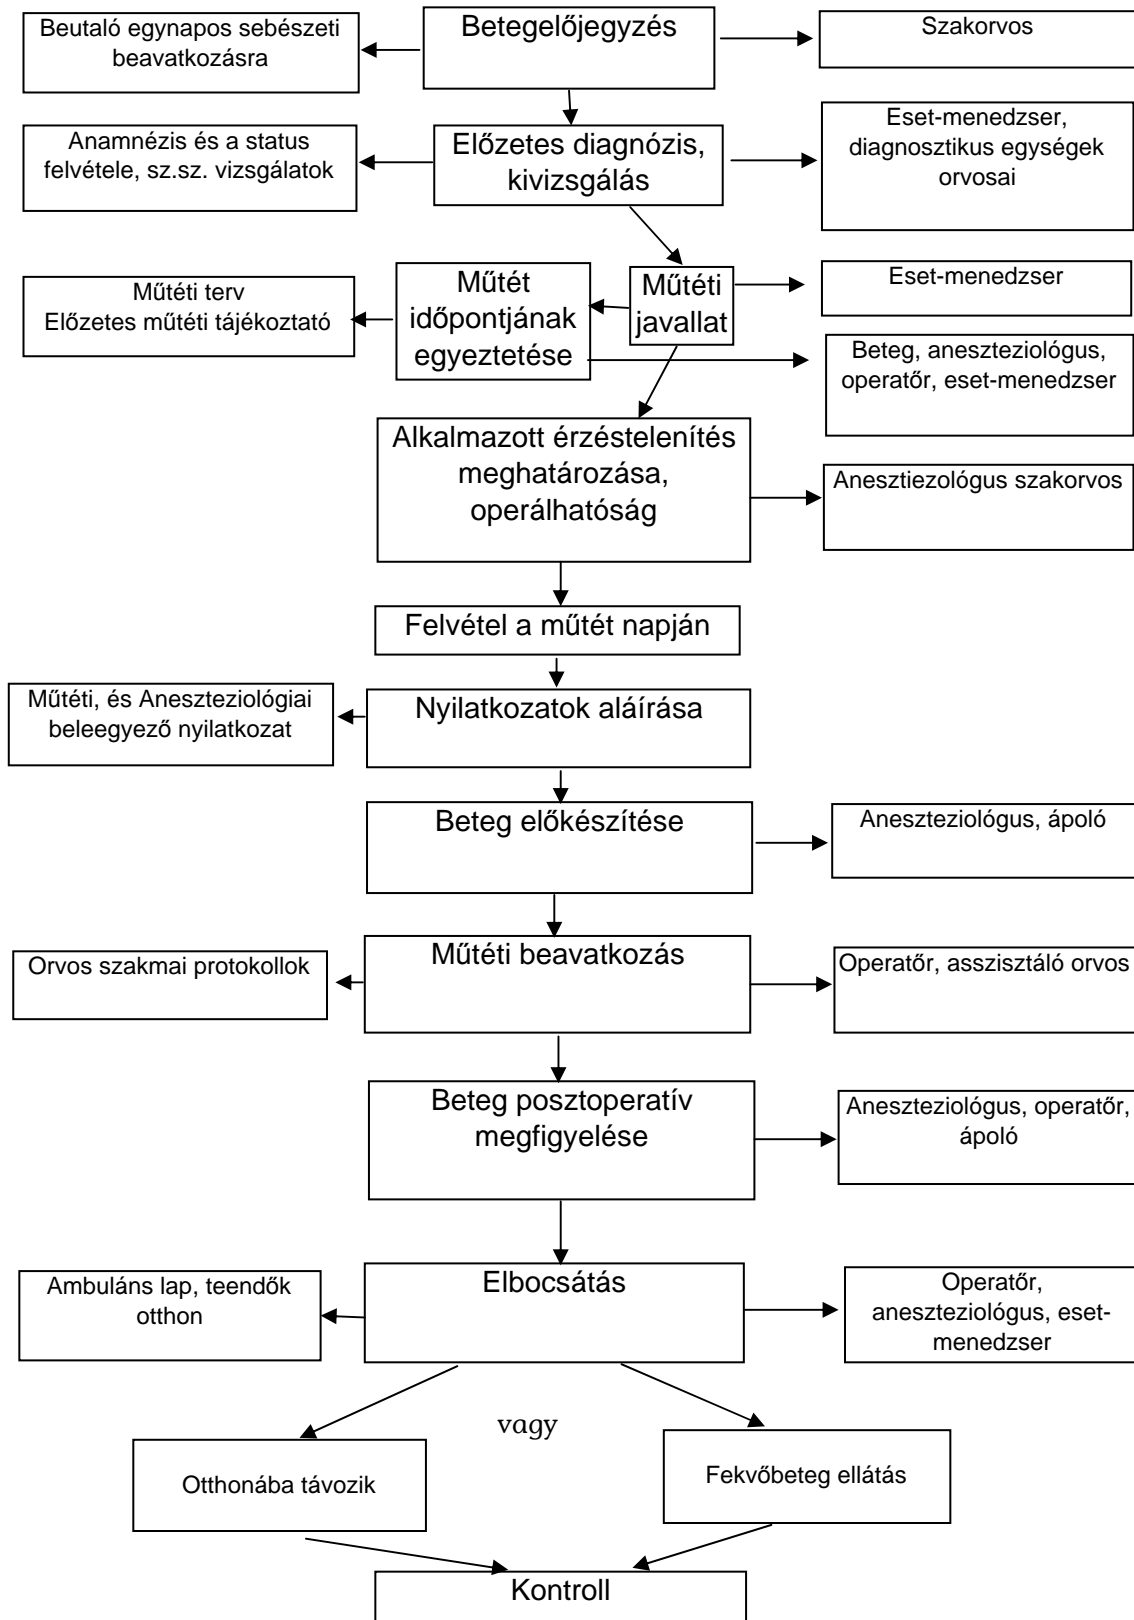 Beutaló egynapos sebészeti
beavatkozásra
Betegelőjegyzés
Szakorvos
Anamnézis és a status
felvétele, sz.sz. vizsgálatok
Előzetes diagnózis,
kivizsgálás
Eset-menedzser,
diagnosztikus egységek
orvosai
Műtéti terv
Előzetes műtéti tájékoztató
Műtét
időpontjának
egyeztetése
Műtéti
javallat
Eset-menedzser
Beteg, aneszteziológus,
operatőr, eset-menedzser
Alkalmazott érzéstelenítés
meghatározása,
operálhatóság
Anesztiezológus szakorvos
Felvétel a műtét napján
Műtéti, és Aneszteziológiai
beleegyező nyilatkozat
Nyilatkozatok aláírása
Beteg előkészítése
Aneszteziológus, ápoló
Orvos szakmai protokollok
Műtéti beavatkozás
Operatőr, asszisztáló orvos
Beteg posztoperatív
megfigyelése
Aneszteziológus, operatőr,
ápoló
Ambuláns lap, teendők
otthon
Elbocsátás
Operatőr,
aneszteziológus, eset-
menedzser
vagy
Otthonába távozik
Fekvőbeteg ellátás
Kontroll